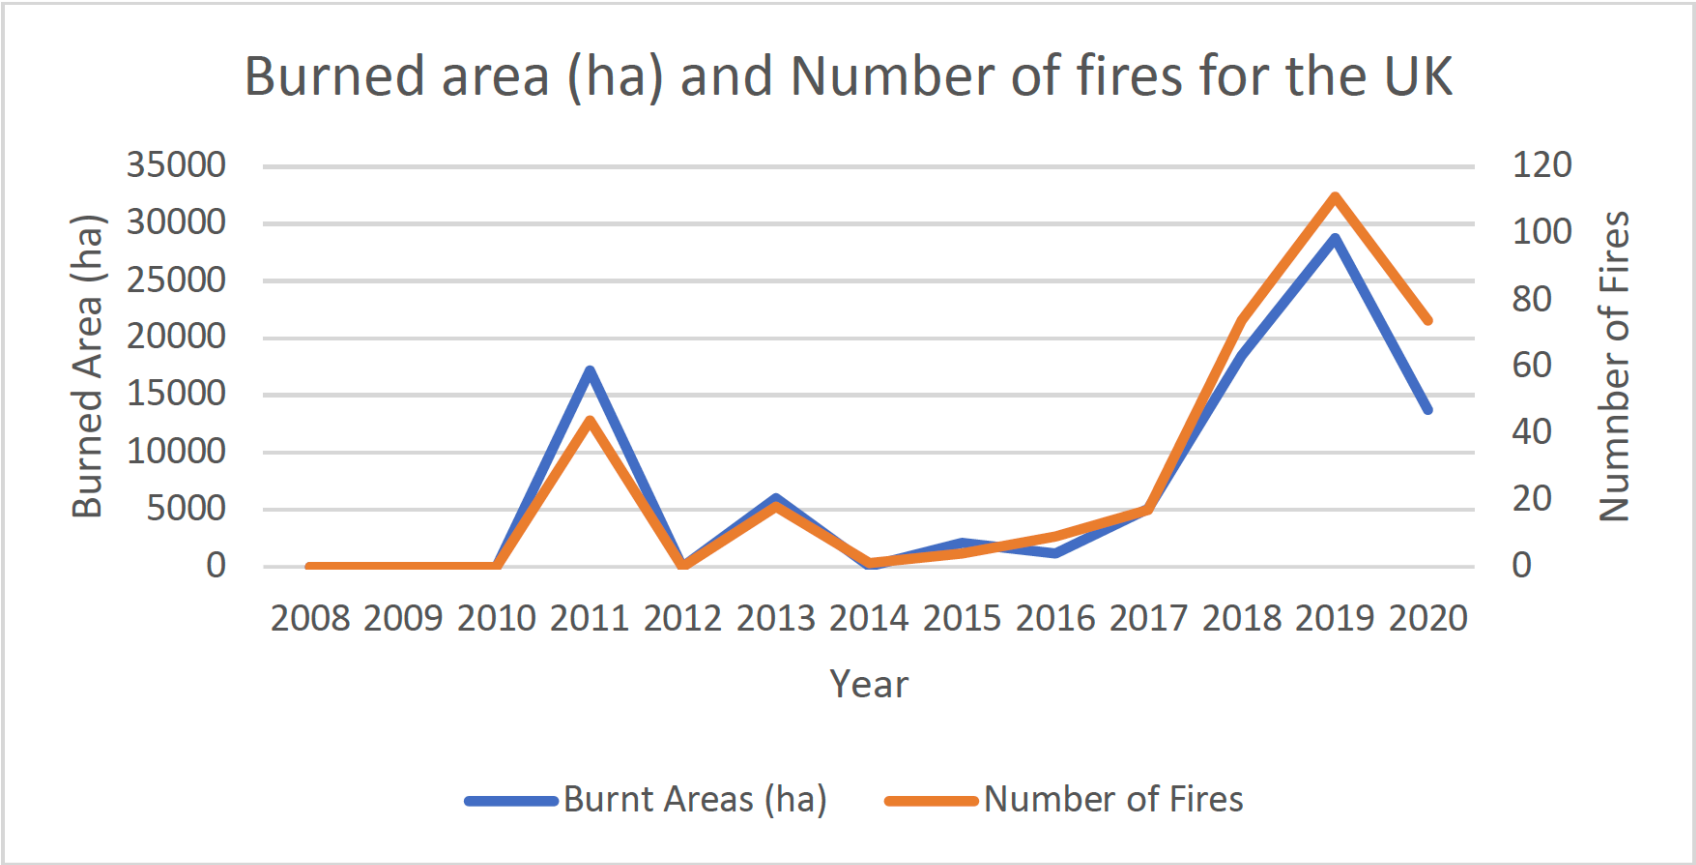 Burned area (ha) and Number of fires for the UK
35000
30000
25000
20000
15000
10000
5000
0
Burned Area (ha)
120
100
80
60
40
20
0
Numnber of Fires
2008 2009 2010 2011 2012 2013 2014 2015 2016 2017 2018 2019 2020
Year
Burnt Areas (ha) Number of Fires